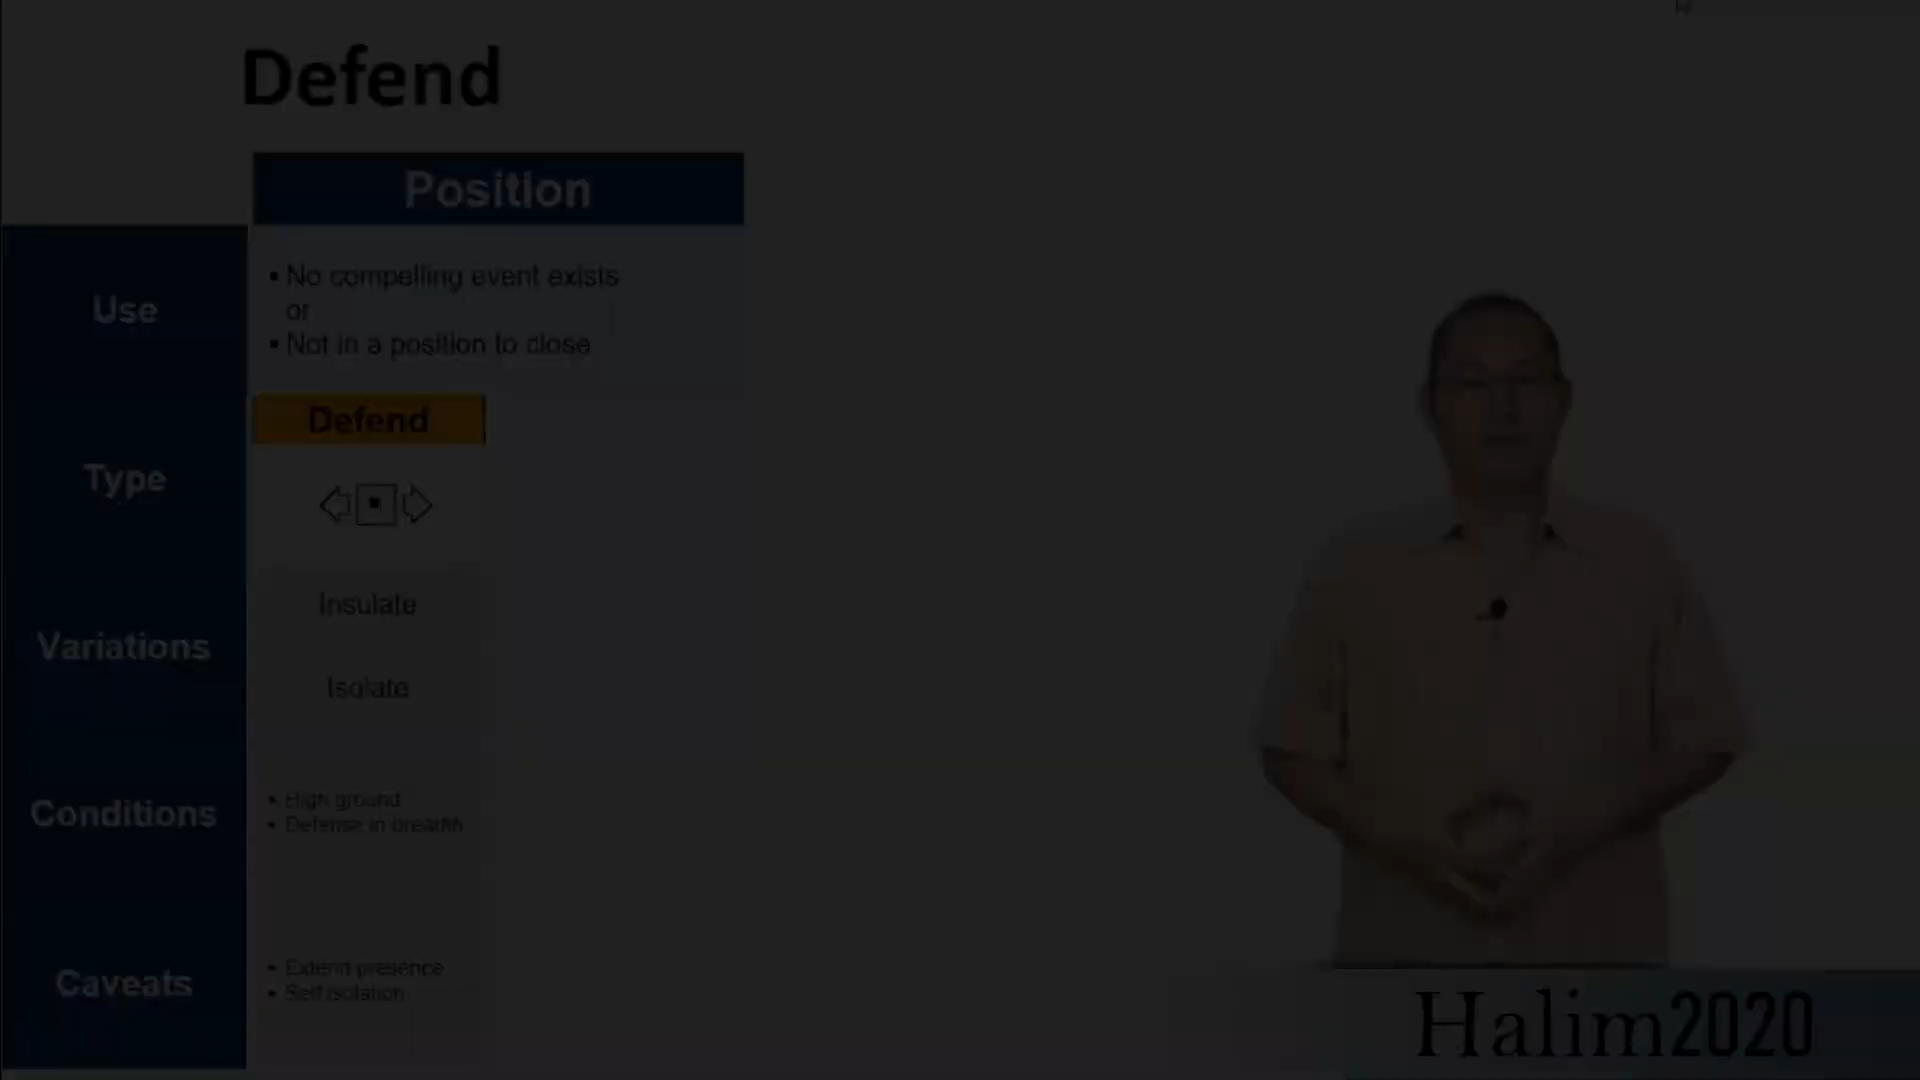 Defend
Position
Use
• No compelling event exists
or
• Not in a position to close
Type
Defend
Variations
Insulate
Isolate
Conditions
• High ground
• Defense in breadth
Caveats
• Extend presence
• Self isolation
Halim2020